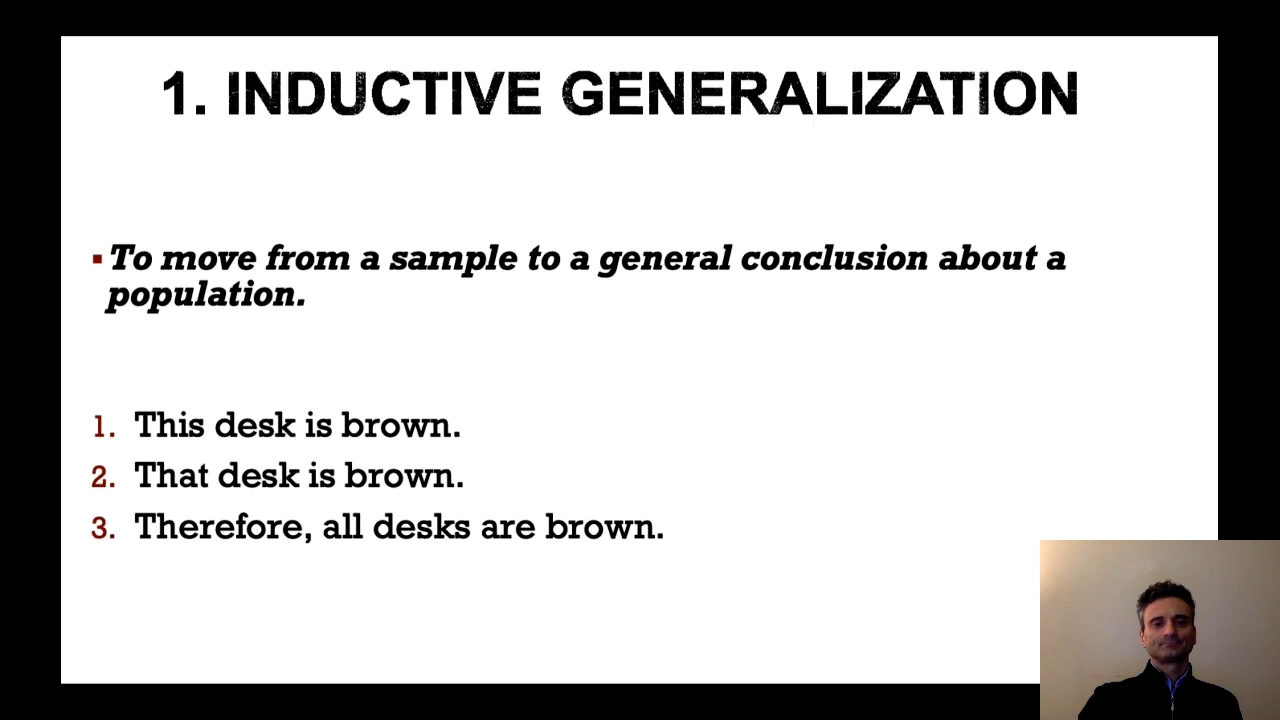 1. INDUCTIVE GENERALIZATION
▪ To move from a sample to a general conclusion about a
population.
1. This desk is brown.
2. That desk is brown.
3. Therefore, all desks are brown.